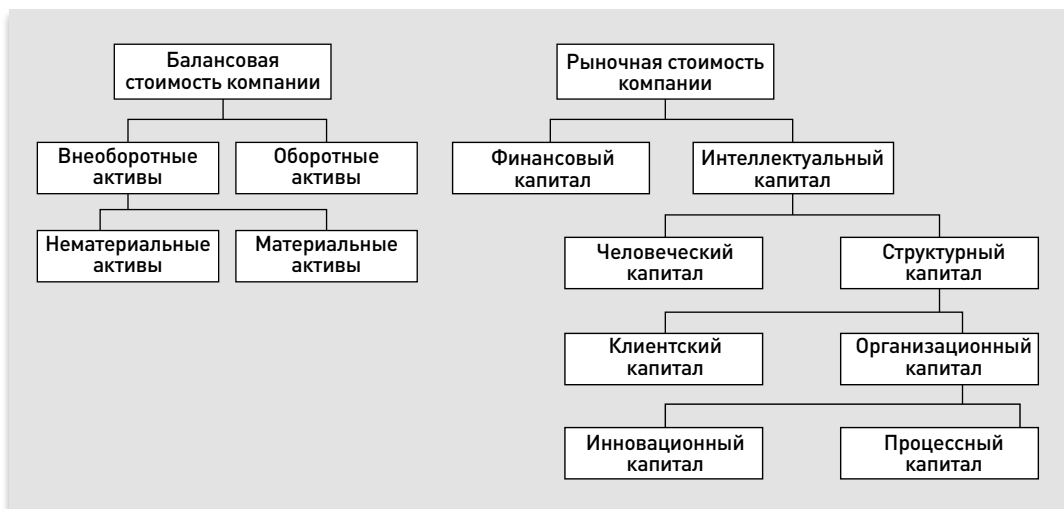 Балансовая
стоимость компании
Внеоборотные
активы
Оборотные
активы
Нематериальные
активы
Материальные
активы
Рыночная стоимость
компании
Финансовый
капитал
Интеллектуальный
капитал
Человеческий
капитал
Структурный
капитал
Клиентский
капитал
Организационный
капитал
Инновационный
капитал
Процессный
капитал